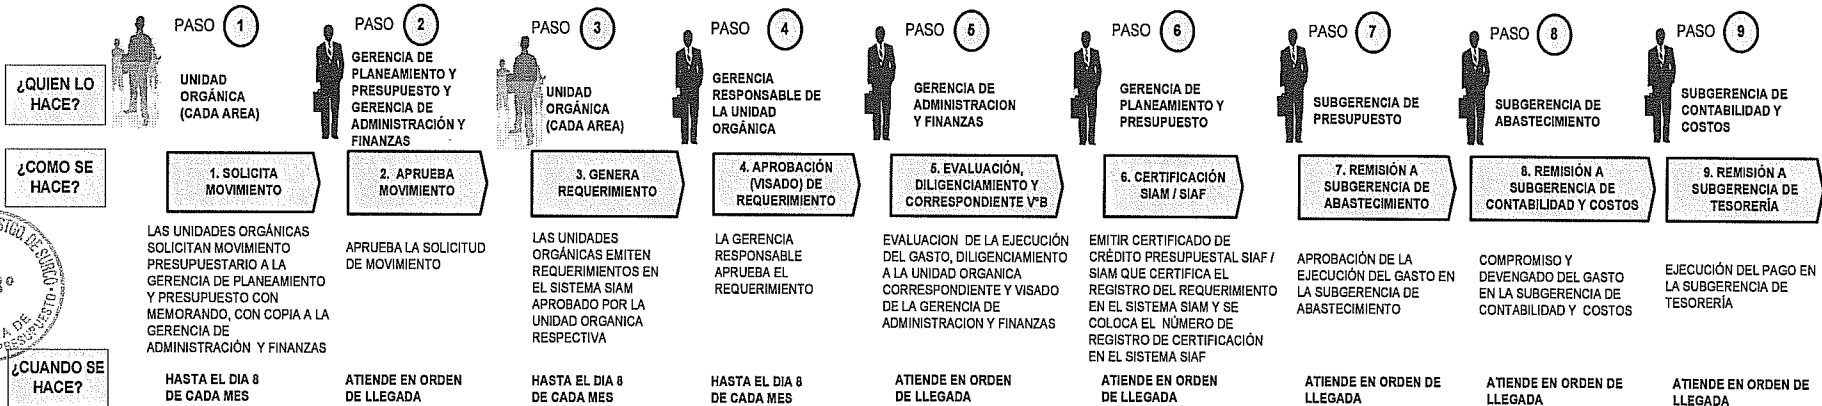 PASO 1
UNIDAD
ORGÁNICA
(CADA AREA)
PASO 2
GERENCIA DE
PLANEAMIENTO Y
PRESUPUESTO Y
GERENCIA DE
ADMINISTRACIÓN Y
FINANZAS
PASO 3
UNIDAD
ORGÁNICA
(CADA AREA)
PASO 4
GERENCIA
RESPONSABLE DE
LA UNIDAD
ORGÁNICA
PASO 5
GERENCIA DE
ADMINISTRACION
Y FINANZAS
PASO 6
GERENCIA DE
PLANEAMIENTO Y
PRESUPUESTO
PASO 7
SUBGERENCIA DE
PRESUPUESTO
PASO 8
SUBGERENCIA DE
ABASTECIMIENTO
PASO 9
SUBGERENCIA DE
CONTABILIDAD Y
COSTOS
¿QUIEN LO
HACE?
¿COMO SE
HACE?
1. SOLICITA
MOVIMIENTO
2. APRUEBA
MOVIMIENTO
3. GENERA
REQUERIMIENTO
4. APROBACIÓN
(VISADO) DE
REQUERIMIENTO
5. EVALUACIÓN,
DILIGENCIAMIENTO Y
CORRESPONDIENTE V°B
6. CERTIFICACIÓN
SIAM / SIAF
7. REMISIÓN A
SUBGERENCIA DE
ABASTECIMIENTO
8. REMISIÓN A
SUBGERENCIA DE
CONTABILIDAD Y COSTOS
9. REMISIÓN A
SUBGERENCIA DE
TESORERÍA
LAS UNIDADES ORGÁNICAS
SOLICITAN MOVIMIENTO
PRESUPUESTARIO A LA
GERENCIA DE PLANEAMIENTO
Y PRESUPUESTO CON
MEMORANDO, CON COPIA A LA
GERENCIA DE
ADMINISTRACIÓN Y FINANZAS
APRUEBA LA SOLICITUD
DE MOVIMIENTO
LAS UNIDADES
ORGÁNICAS EMITEN
REQUERIMIENTOS EN
EL SISTEMA SIAM
APROBADO POR LA
UNIDAD ORGANICA
RESPECTIVA
LA GERENCIA
RESPONSABLE
APRUEBA EL
REQUERIMIENTO
EVALUACION DE LA EJECUCIÓN
DEL GASTO, DILIGENCIAMIENTO
A LA UNIDAD ORGANICA
CORRESPONDIENTE Y VISADO
DE LA GERENCIA DE
ADMINISTRACION Y FINANZAS
EMITIR CERTIFICADO DE
CRÉDITO PRESUPUESTAL SIAF /
SIAM QUE CERTIFICA EL
REGISTRO DEL REQUERIMIENTO
EN EL SISTEMA SIAM Y SE
COLOCA EL NÚMERO DE
REGISTRO DE CERTIFICACIÓN
EN EL SISTEMA SIAF
APROBACIÓN DE LA
EJECUCIÓN DEL GASTO EN
LA SUBGERENCIA DE
ABASTECIMIENTO
COMPROMISO Y
DEVENGADO DEL GASTO
EN LA SUBGERENCIA DE
CONTABILIDAD Y COSTOS
EJECUCIÓN DEL PAGO EN
LA SUBGERENCIA DE
TESORERÍA
¿CUANDO SE
HACE?
HASTA EL DIA 8
DE CADA MES
ATIENDE EN ORDEN
DE LLEGADA
HASTA EL DIA 8
DE CADA MES
HASTA EL DIA 8
DE CADA MES
ATIENDE EN ORDEN
DE LLEGADA
ATIENDE EN ORDEN
DE LLEGADA
ATIENDE EN ORDEN DE
LLEGADA
ATIENDE EN ORDEN DE
LLEGADA
ATIENDE EN ORDEN DE
LLEGADA
DE SURCO